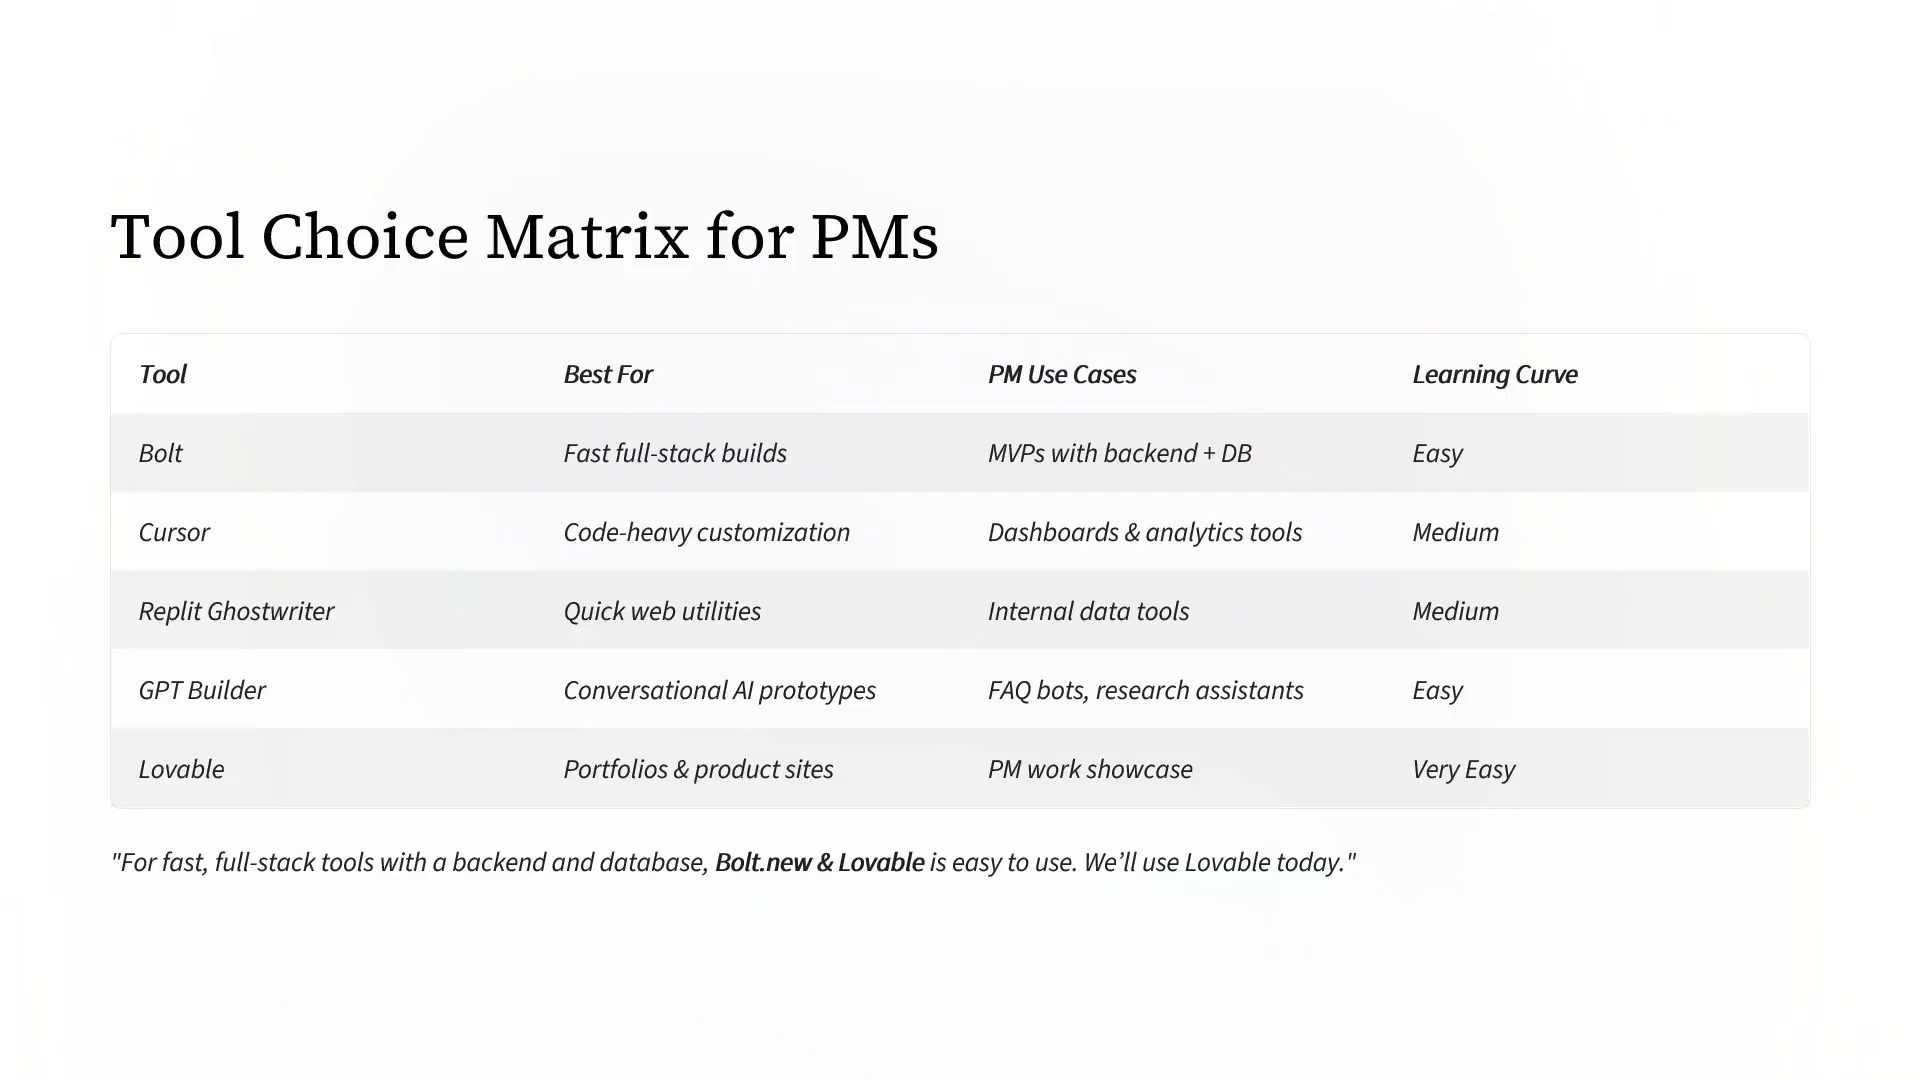 Tool Choice Matrix for PMs
Tool Best For PM Use Cases Learning Curve
Bolt Fast full-stack builds MVPs with backend + DB Easy
Cursor Code-heavy customization Dashboards & analytics tools Medium
Replit Ghostwriter Quick web utilities Internal data tools Medium
GPT Builder Conversational AI prototypes FAQ bots, research assistants Easy
Lovable Portfolios & product sites PM work showcase Very Easy
"For fast, full-stack tools with a backend and database, Bolt.new & Lovable is easy to use. We’ll use Lovable today."